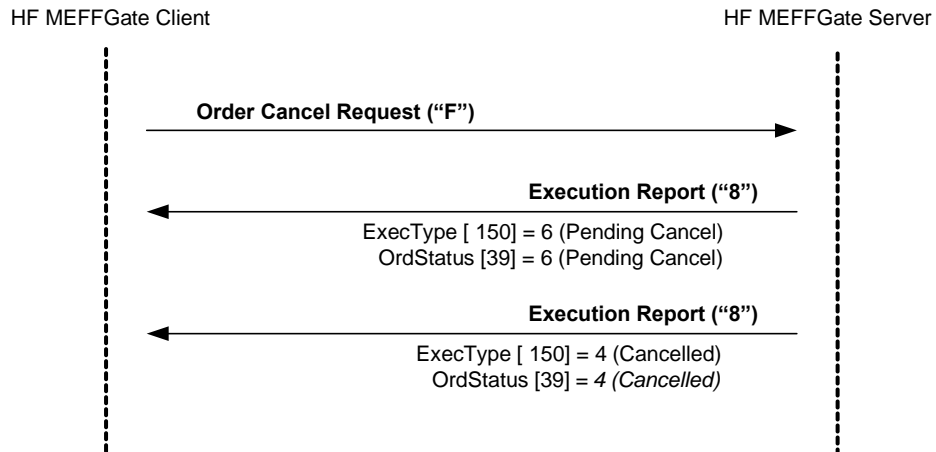 HF MEFFGate Client
HF MEFFGate Server
Order Cancel Request (“F”)
Execution Report (“8”)
ExecType [ 150] = 6 (Pending Cancel)
OrdStatus [39] = 6 (Pending Cancel)
Execution Report (“8”)
ExecType [ 150] = 4 (Cancelled)
OrdStatus [39] = 4 (Cancelled)